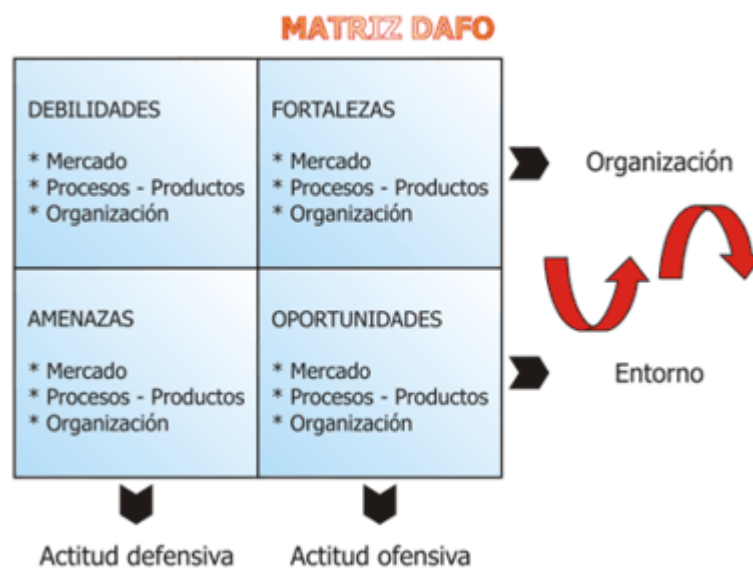 MATRIZ DAFO
DEBILIDADES
* Mercado
* Procesos - Productos
* Organización
FORTALEZAS
* Mercado
* Procesos - Productos
* Organización
Organización
AMENAZAS
* Mercado
* Procesos - Productos
* Organización
OPORTUNIDADES
* Mercado
* Procesos - Productos
* Organización
Entorno
Actitud defensiva
Actitud ofensiva